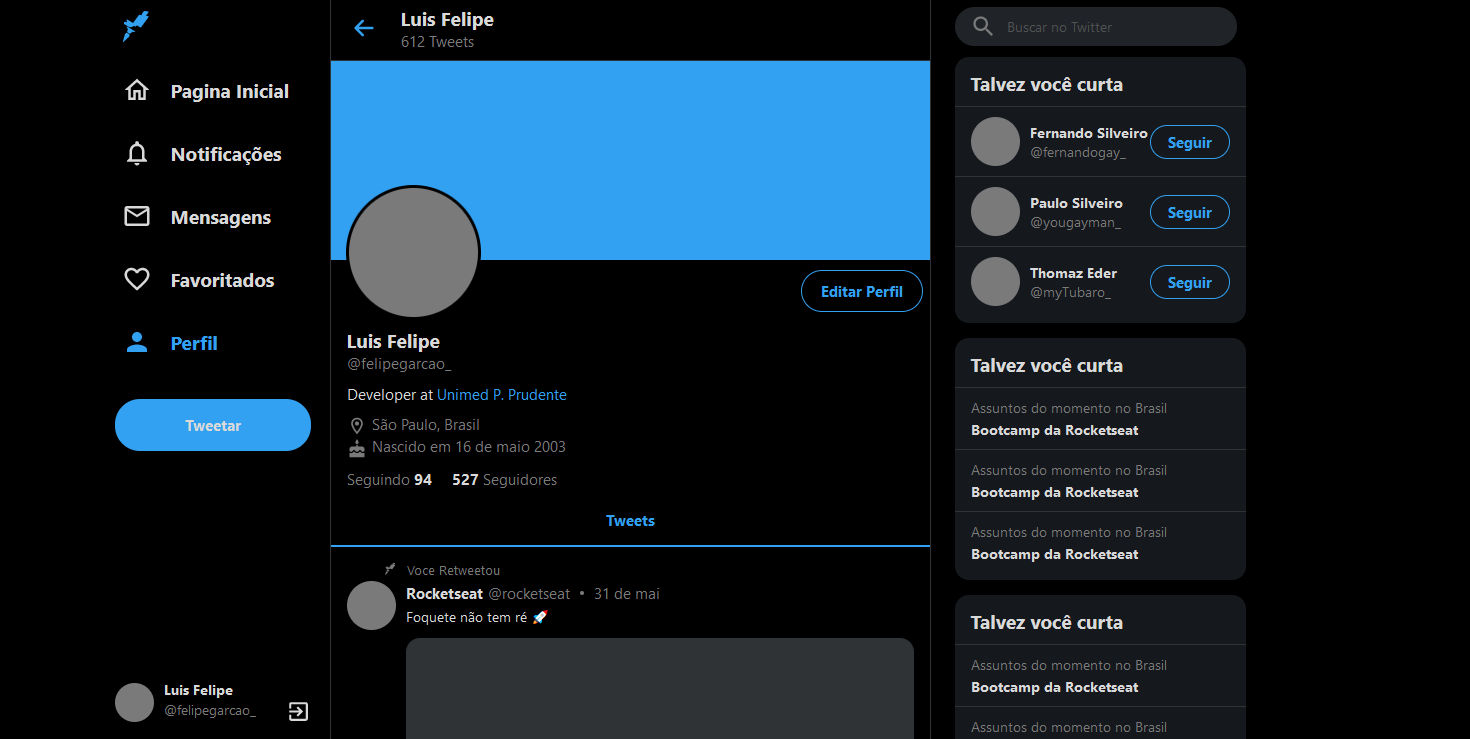 Pagina Inicial
Notificações
Mensagens
Favoritados
Perfil
Tweetar
Luis Felipe
@felipegarcao_
Luis Felipe
612 Tweets
Editar Perfil
Luis Felipe
@felipegarcao_
Developer at Unimed P. Prudente
São Paulo, Brasil
Nascido em 16 de maio 2003
Seguindo 94 527 Seguidores
Tweets
Voce Retweetou
Rocketseat @rocketseat • 31 de mai
Foquete não tem ré 🚀
Buscar no Twitter
Talvez você curta
Fernando Silveiro
@fernandogay_
Seguir
Paulo Silveiro
@yougayman_
Seguir
Thomaz Eder
@myTubaro_
Seguir
Talvez você curta
Assuntos do momento no Brasil
Bootcamp da Rocketseat
Assuntos do momento no Brasil
Bootcamp da Rocketseat
Assuntos do momento no Brasil
Bootcamp da Rocketseat
Talvez você curta
Assuntos do momento no Brasil
Bootcamp da Rocketseat
Assuntos do momento no Brasil